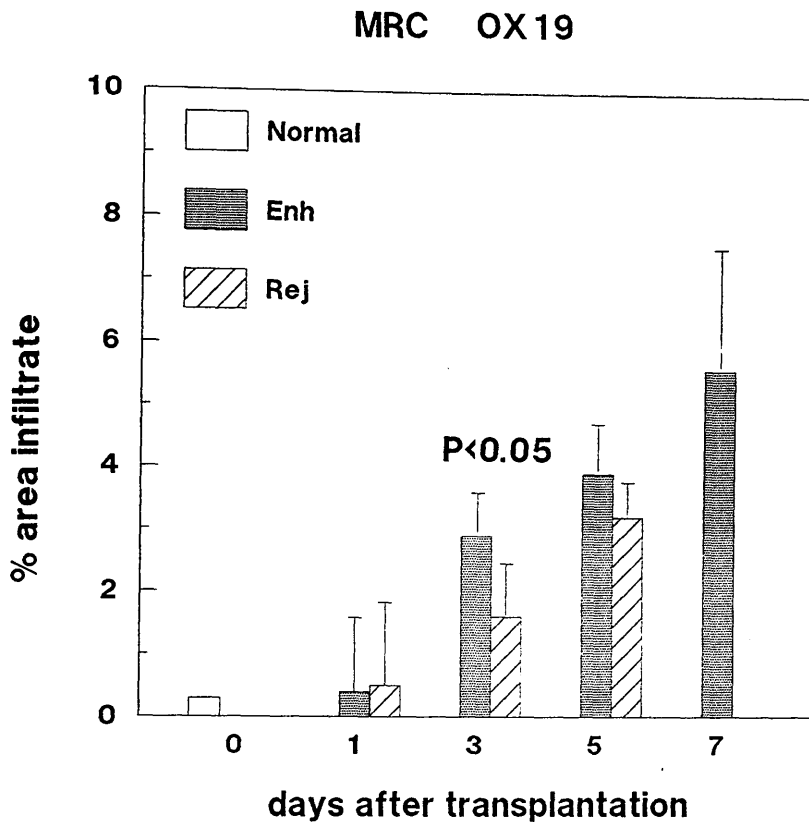 MRC OX19
10
8
6
4
2
0
% area infiltrate
Normal
Enh
Rej
P<0.05
0 1 3 5 7
days after transplantation